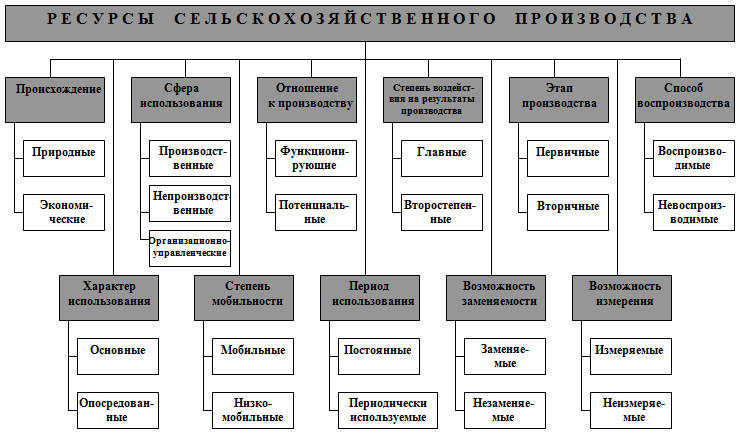 РЕСУРСЫ СЕЛЬСКОХОЗЯЙСТВЕННОГО ПРОИЗВОДСТВА
Происхождение
Природные
Экономи-
ческие
Сфера
использования
Производст-
венные
Непроизводст-
венные
Организационно-
управленческие
Отношение
к производству
Функциони-
рующие
Потенциаль-
ные
Степень воздейст-
вия на результаты
производства
Главные
Второстепен-
ные
Этап
производства
Первичные
Вторичные
Способ
воспроизводства
Воспроизво-
димые
Невоспроиз-
водимые
Характер
использования
Основные
Опосредован-
ные
Степень
мобильности
Мобильные
Низко-
мобильные
Период
использования
Постоянные
Периодически
используемые
Возможность
заменяемости
Заменяе-
мые
Незаменяе-
мые
Возможность
измерения
Измеряемые
Неизмеряе-
мые